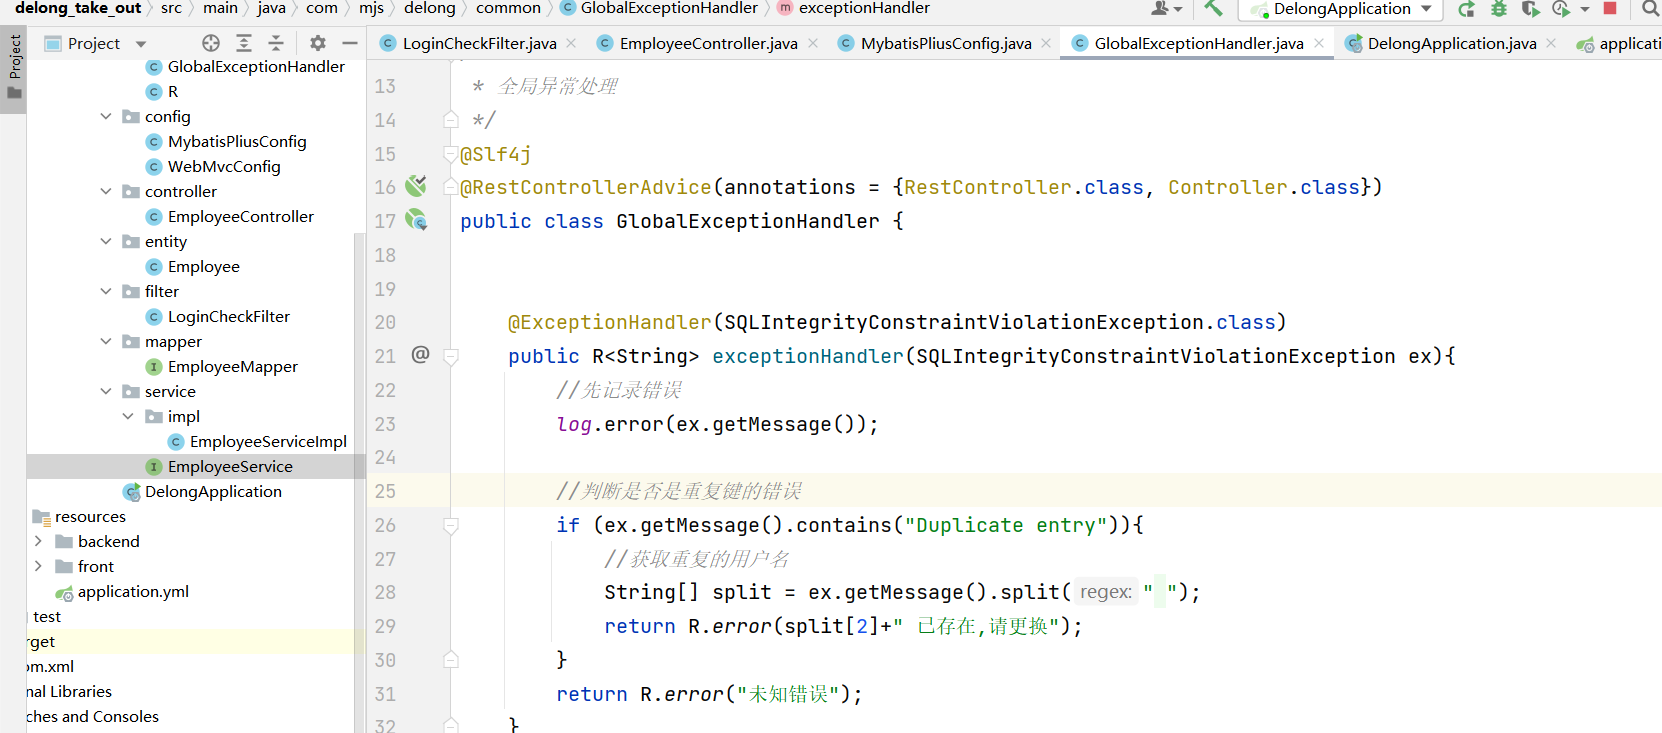 delong_take_out › src › main › java › com › mjs › delong › common › GlobalExceptionHandler › exceptionHandler
DelongApplication
Project
Project
LoginCheckFilter.java
EmployeeController.java
MybatisPliusConfig.java
GlobalExceptionHandler.java
DelongApplication.java
applicati
GlobalExceptionHandler
R
config
MybatisPliusConfig
WebMvcConfig
controller
EmployeeController
entity
Employee
filter
LoginCheckFilter
mapper
EmployeeMapper
service
impl
EmployeeServiceImpl
EmployeeService
DelongApplication
resources
backend
front
application.yml
test
rget
om.xml
nal Libraries
ches and Consoles
13 * 全局异常处理
14 */
15 @Slf4j
16 @RestControllerAdvice(annotations = {RestController.class, Controller.class})
17 public class GlobalExceptionHandler {
18
19
20 @ExceptionHandler(SQLIntegrityConstraintViolationException.class)
21 @ public R<String> exceptionHandler(SQLIntegrityConstraintViolationException ex){
22 //先记录错误
23 log.error(ex.getMessage());
24
25 //判断是否是重复键的错误
26 if (ex.getMessage().contains("Duplicate entry")){
27 //获取重复的用户名
28 String[] split = ex.getMessage().split( regex: " ");
29 return R.error(split[2]+" 已存在,请更换");
30 }
31 return R.error("未知错误");
32 }